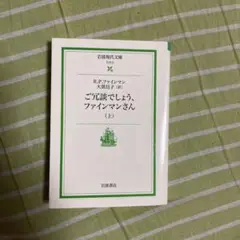 岩波現代文庫
R.P.ファインマン
大貫昌子[訳]
ご冗談でしょう、
ファインマンさん
(上)
岩波書店